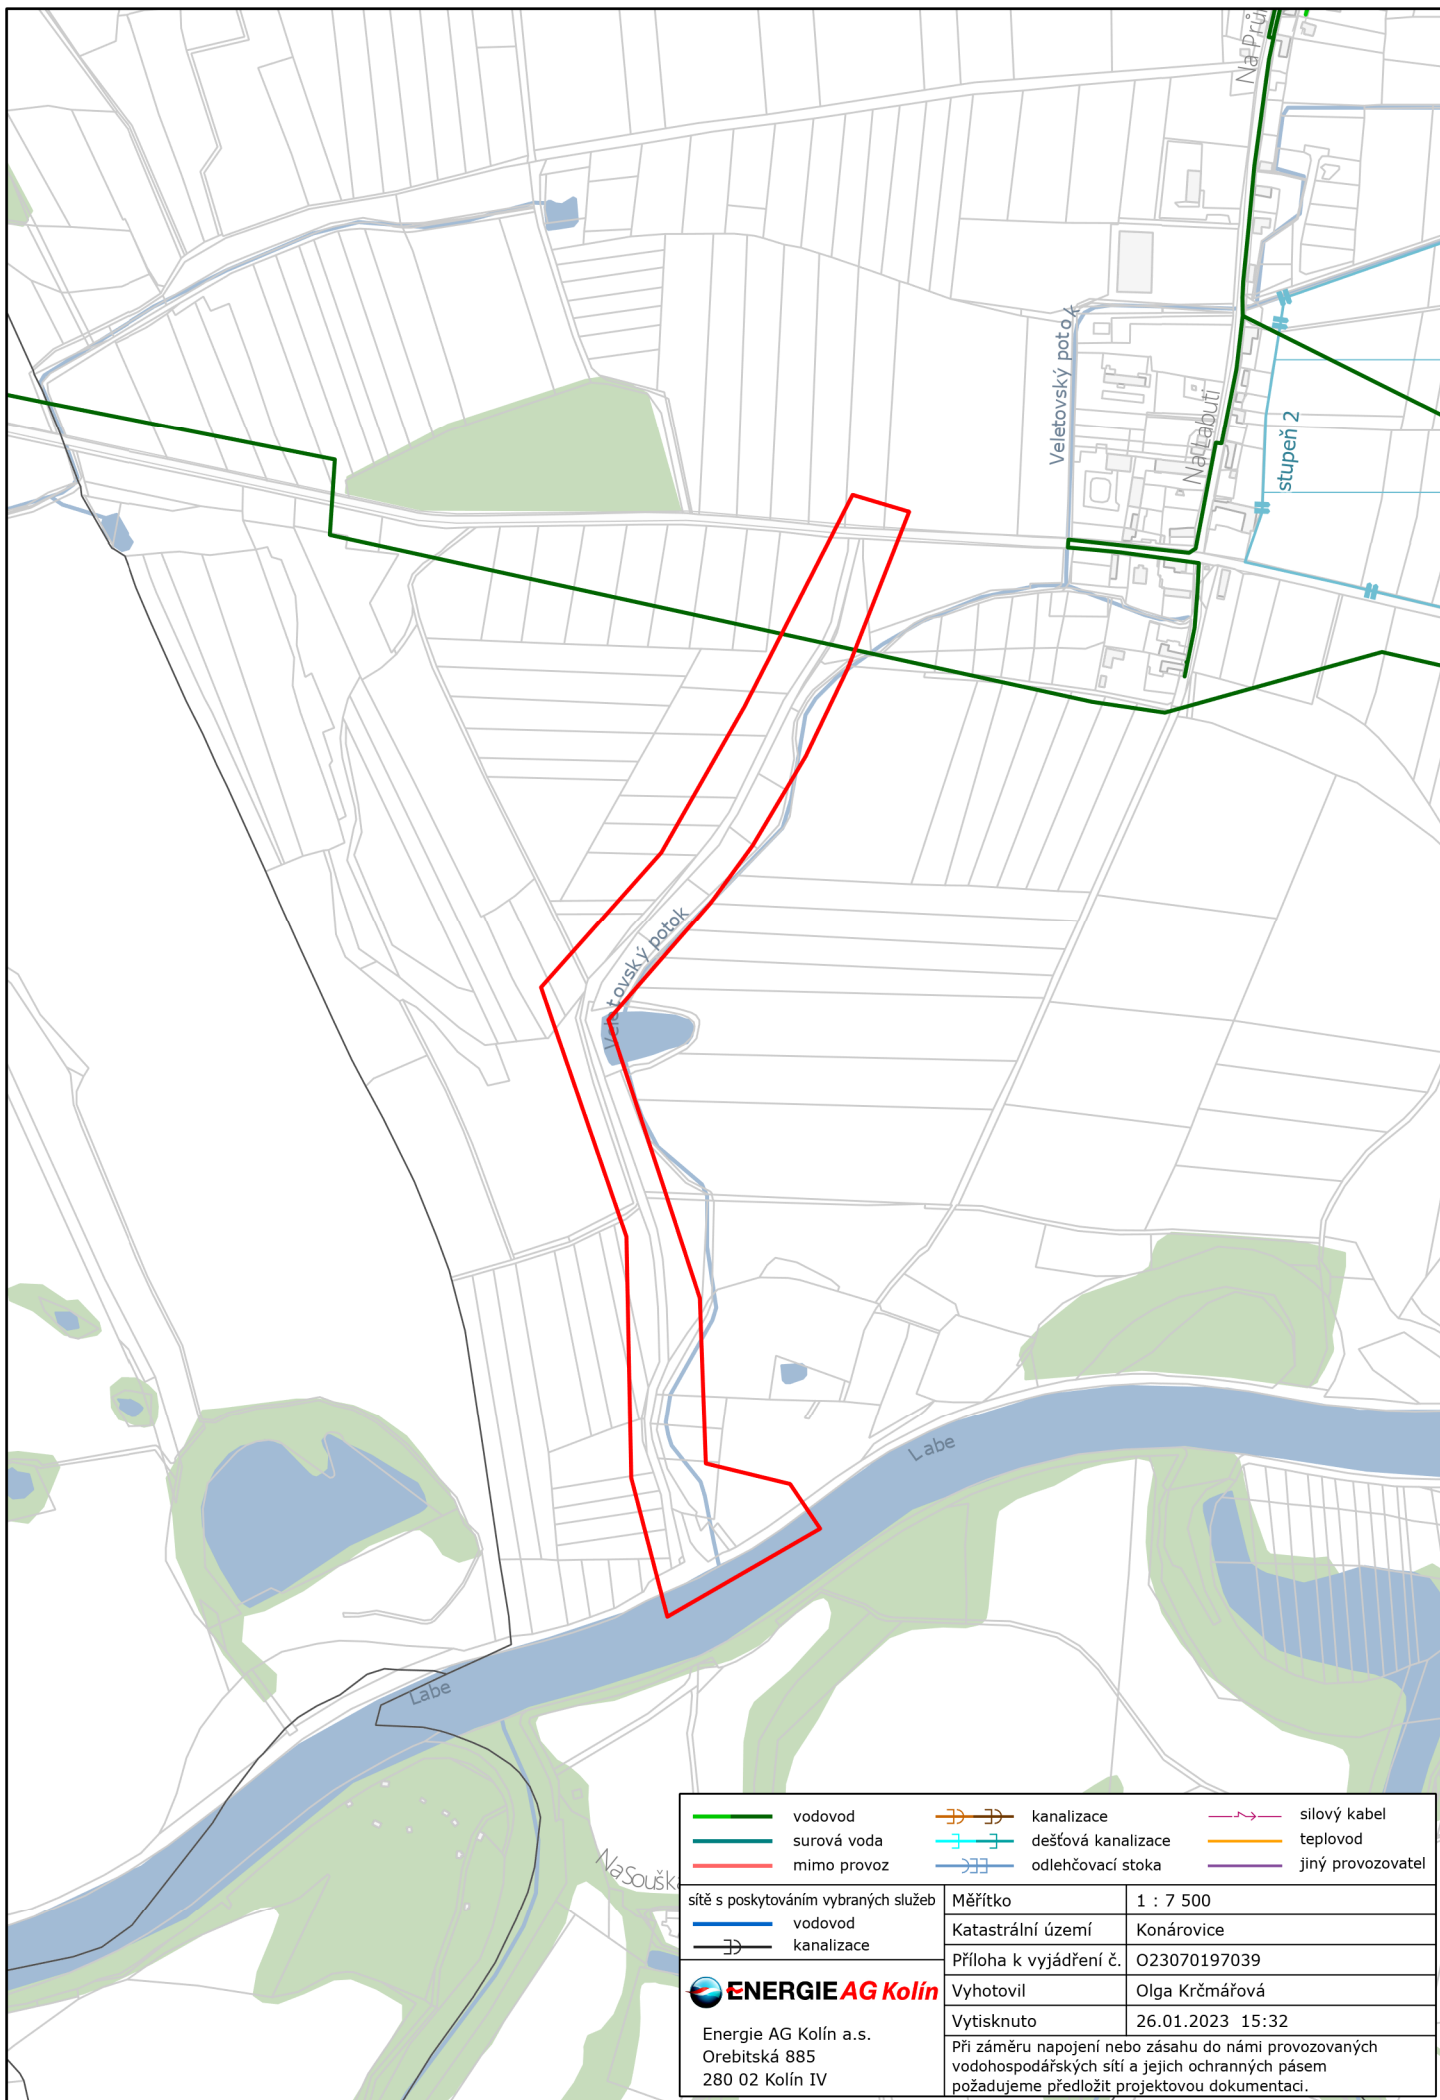 Na Prů
Veletovský potok
Na Labuti
stupeň 2
Veletovský potok
Labe
Labe
Na Soušká
vodovod
surová voda
mimo provoz
kanalizace
dešťová kanalizace
odlehčovací stoka
silový kabel
teplovod
jiný provozovatel
sítě s poskytováním vybraných služeb
vodovod
kanalizace
Měřítko 1 : 7 500
Katastrální území Konárovice
Příloha k vyjádření č. O23070197039
Vyhotovil Olga Krčmářová
Vytisknuto 26.01.2023 15:32
ENERGIE AG Kolín
Energie AG Kolín a.s.
Orebitská 885
280 02 Kolín IV
Při záměru napojení nebo zásahu do námi provozovaných
vodohospodářských sítí a jejich ochranných pásem
požadujeme předložit projektovou dokumentaci.